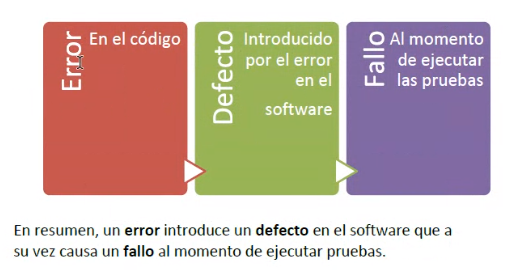 Error
En el código
Defecto
Introducido
por el error
en el
software
Fallo
Al momento
de ejecutar
las pruebas
En resumen, un error introduce un defecto en el software que a
su vez causa un fallo al momento de ejecutar pruebas.